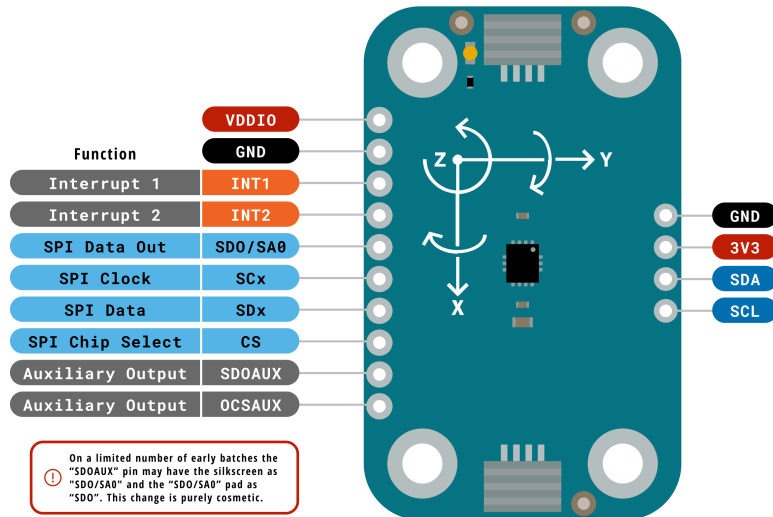 VDDIO
Function GND
Interrupt 1 INT1
Interrupt 2 INT2
SPI Data Out SDO/SA0
SPI Clock SCx
SPI Data SDx
SPI Chip Select CS
Auxiliary Output SDOAUX
Auxiliary Output OCSAUX
Z Y
X
GND
3V3
SDA
SCL
On a limited number of early batches the
“SDOAUX” pin may have the silkscreen as
"SDO/SA0" and the “SDO/SA0” pad as
“SDO”. This change is purely cosmetic.